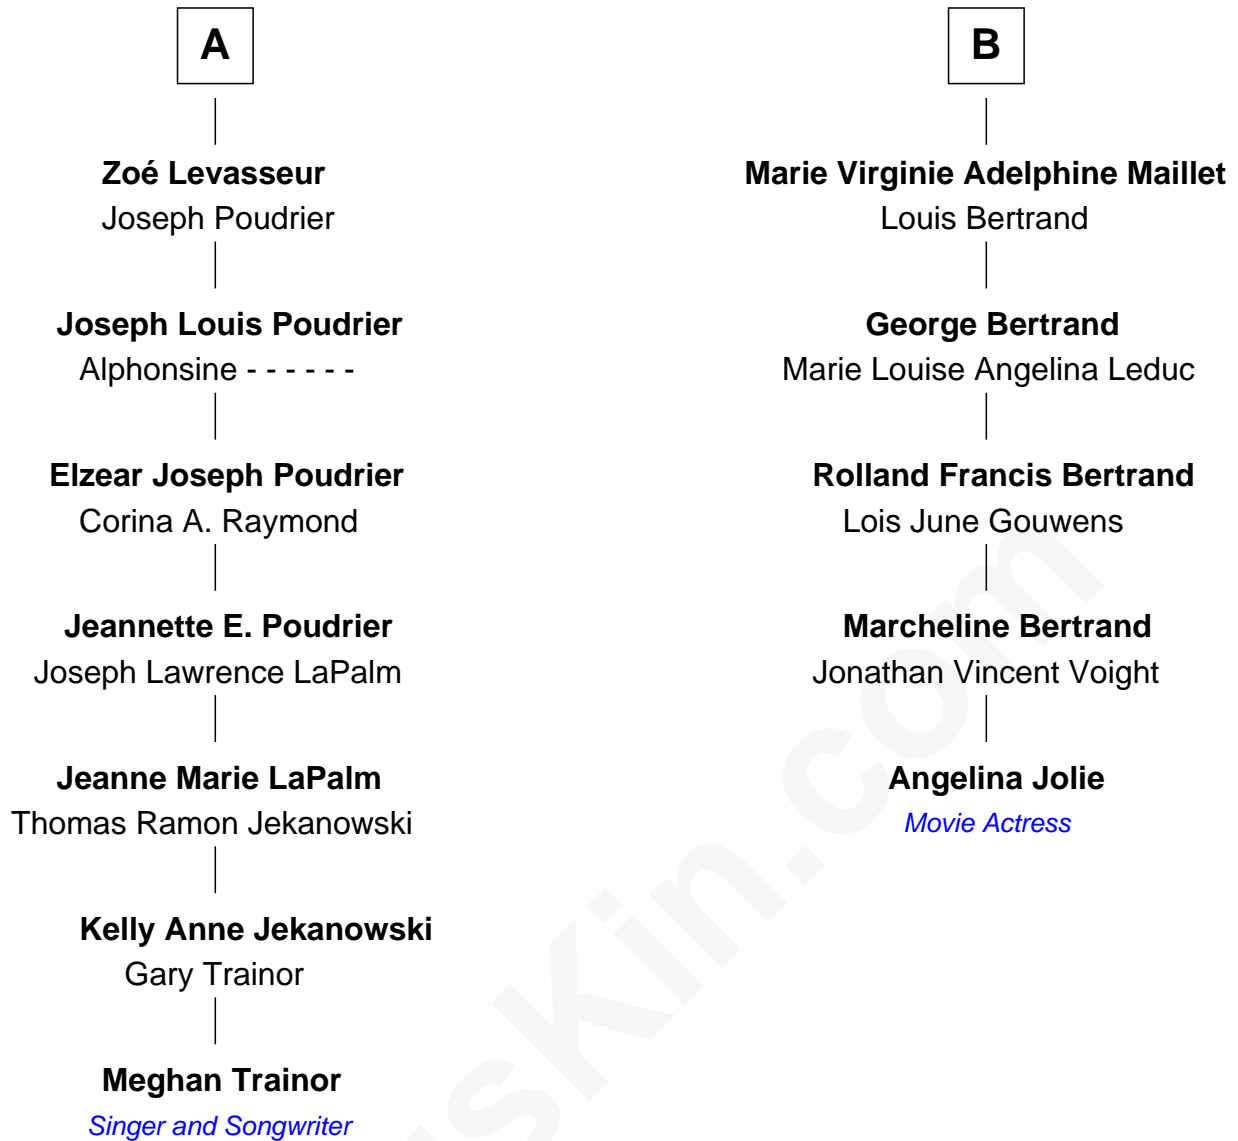 A
Zoé Levasseur
Joseph Poudrier
Joseph Louis Poudrier
Alphonsine - - - - - -
Elzear Joseph Poudrier
Corina A. Raymond
Jeannette E. Poudrier
Joseph Lawrence LaPalm
Jeanne Marie LaPalm
Thomas Ramon Jekanowski
Kelly Anne Jekanowski
Gary Trainor
Meghan Trainor
Singer and Songwriter
B
Marie Virginie Adelphine Maillet
Louis Bertrand
George Bertrand
Marie Louise Angelina Leduc
Rolland Francis Bertrand
Lois June Gouwens
Marcheline Bertrand
Jonathan Vincent Voight
Angelina Jolie
Movie Actress